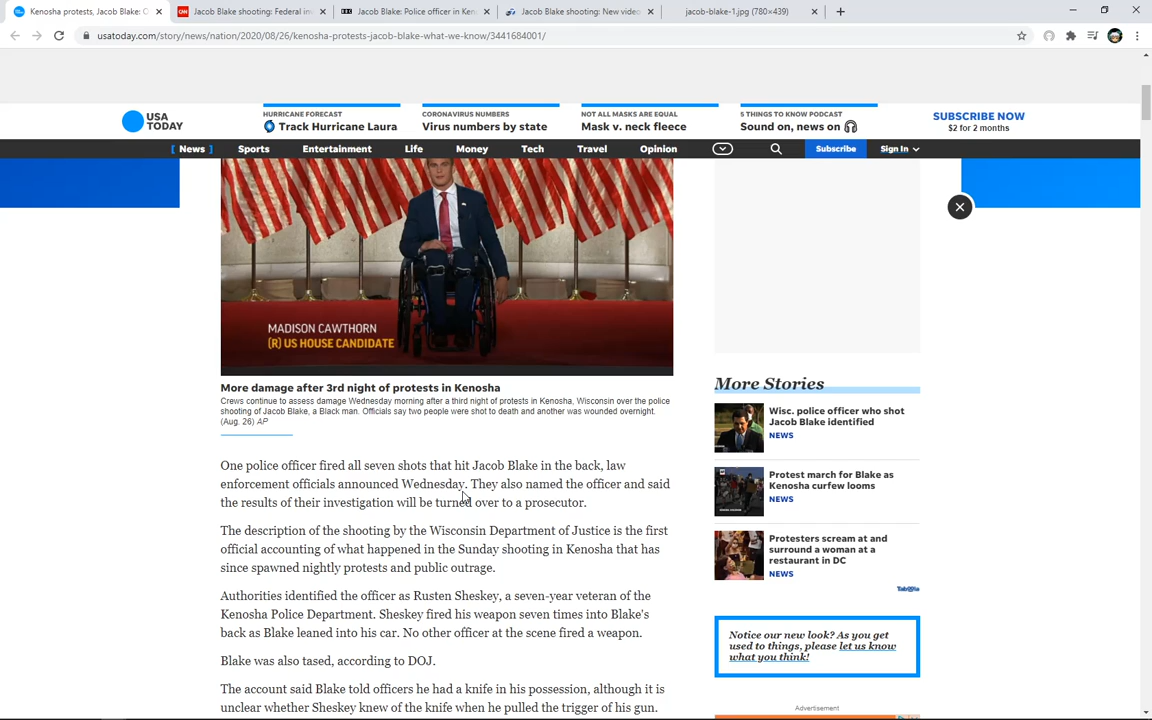 Kenosha protests, Jacob Blake: O
Jacob Blake shooting: Federal in
Jacob Blake: Police officer in Ken
Jacob Blake shooting: New video
jacob-blake-1.jpg (780×439)
usatoday.com/story/news/nation/2020/08/26/kenosha-protests-jacob-blake-what-we-know/3441684001/
USA TODAY
HURRICANE FORECAST
Track Hurricane Laura
CORONAVIRUS NUMBERS
Virus numbers by state
NOT ALL MASKS ARE EQUAL
Mask v. neck fleece
5 THINGS TO KNOW PODCAST
Sound on, news on
SUBSCRIBE NOW
$2 for 2 months
[ News ] Sports Entertainment Life Money Tech Travel Opinion Subscribe Sign In
MADISON CAWTHORN
(R) US HOUSE CANDIDATE
More damage after 3rd night of protests in Kenosha
Crews continue to assess damage Wednesday morning after a third night of protests in Kenosha, Wisconsin over the police
shooting of Jacob Blake, a Black man. Officials say two people were shot to death and another was wounded overnight.
(Aug. 26) AP
One police officer fired all seven shots that hit Jacob Blake in the back, law
enforcement officials announced Wednesday. They also named the officer and said
the results of their investigation will be turned over to a prosecutor.
The description of the shooting by the Wisconsin Department of Justice is the first
official accounting of what happened in the Sunday shooting in Kenosha that has
since spawned nightly protests and public outrage.
Authorities identified the officer as Rusten Sheskey, a seven-year veteran of the
Kenosha Police Department. Sheskey fired his weapon seven times into Blake's
back as Blake leaned into his car. No other officer at the scene fired a weapon.
Blake was also tased, according to DOJ.
The account said Blake told officers he had a knife in his possession, although it is
unclear whether Sheskey knew of the knife when he pulled the trigger of his gun.
More Stories
Wisc. police officer who shot
Jacob Blake identified
NEWS
Protest march for Blake as
Kenosha curfew looms
NEWS
Protesters scream at and
surround a woman at a
restaurant in DC
NEWS
Taboola
Notice our new look? As you get
used to things, please let us know
what you think!
Advertisement